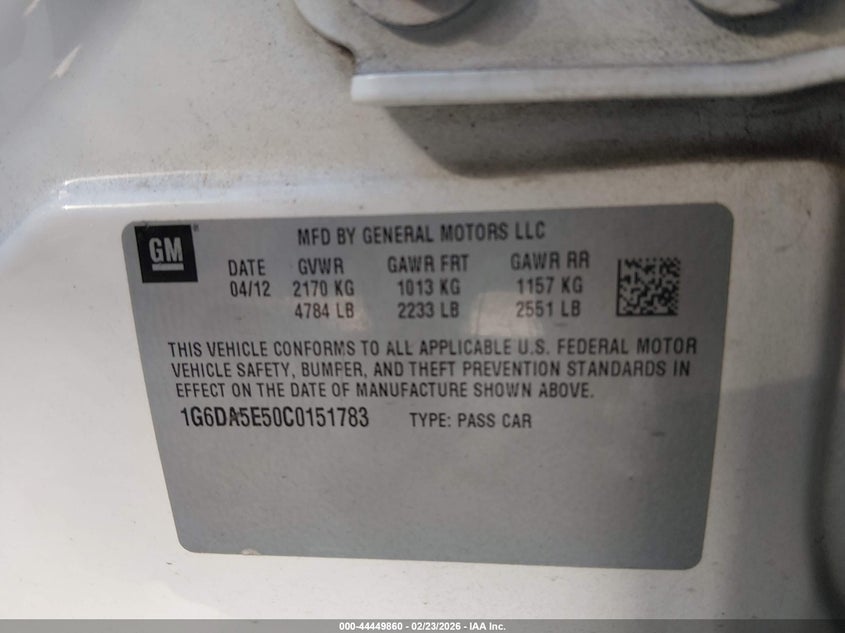 GM
MFD BY GENERAL MOTORS LLC
DATE GVWR GAWR FRT GAWR RR
04/12 2170 KG 1013 KG 1157 KG
4784 LB 2233 LB 2551 LB
THIS VEHICLE CONFORMS TO ALL APPLICABLE U.S. FEDERAL MOTOR
VEHICLE SAFETY, BUMPER, AND THEFT PREVENTION STANDARDS IN
EFFECT ON THE DATE OF MANUFACTURE SHOWN ABOVE.
1G6DA5E50C0151783 TYPE: PASS CAR
000-44449860 | 02/23/2026 - IAA Inc.